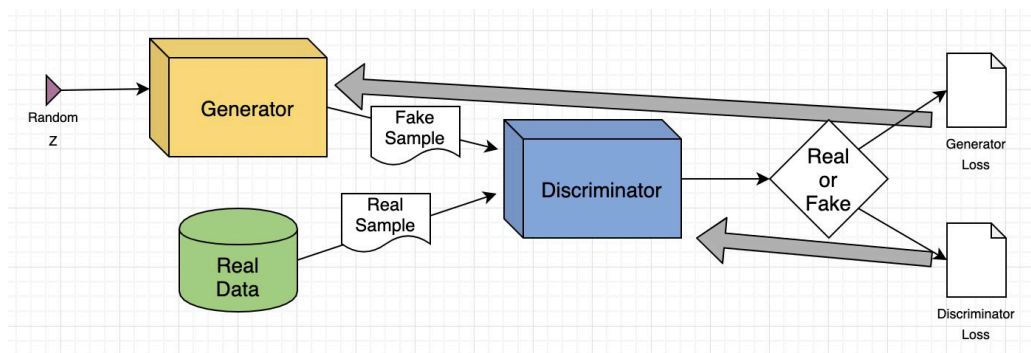 Random
Z
Generator
Fake
Sample
Real
Sample
Real
Data
Discriminator
Real
or
Fake
Generator
Loss
Discriminator
Loss